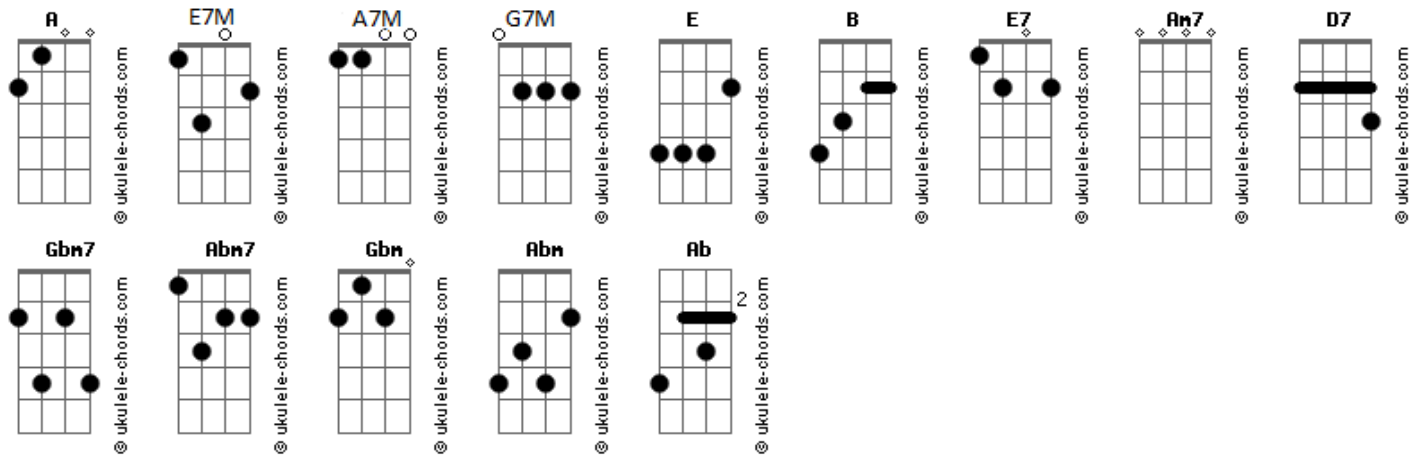 A E7M A7M G7M E B E7 Am7 D7
© ukulele-chords.com © ukulele-chords.com © ukulele-chords.com © ukulele-chords.com © ukulele-chords.com © ukulele-chords.com © ukulele-chords.com © ukulele-chords.com © ukulele-chords.com
Gbm7 Abm7 Gbm Abm Ab
2
© ukulele-chords.com © ukulele-chords.com © ukulele-chords.com © ukulele-chords.com © ukulele-chords.com